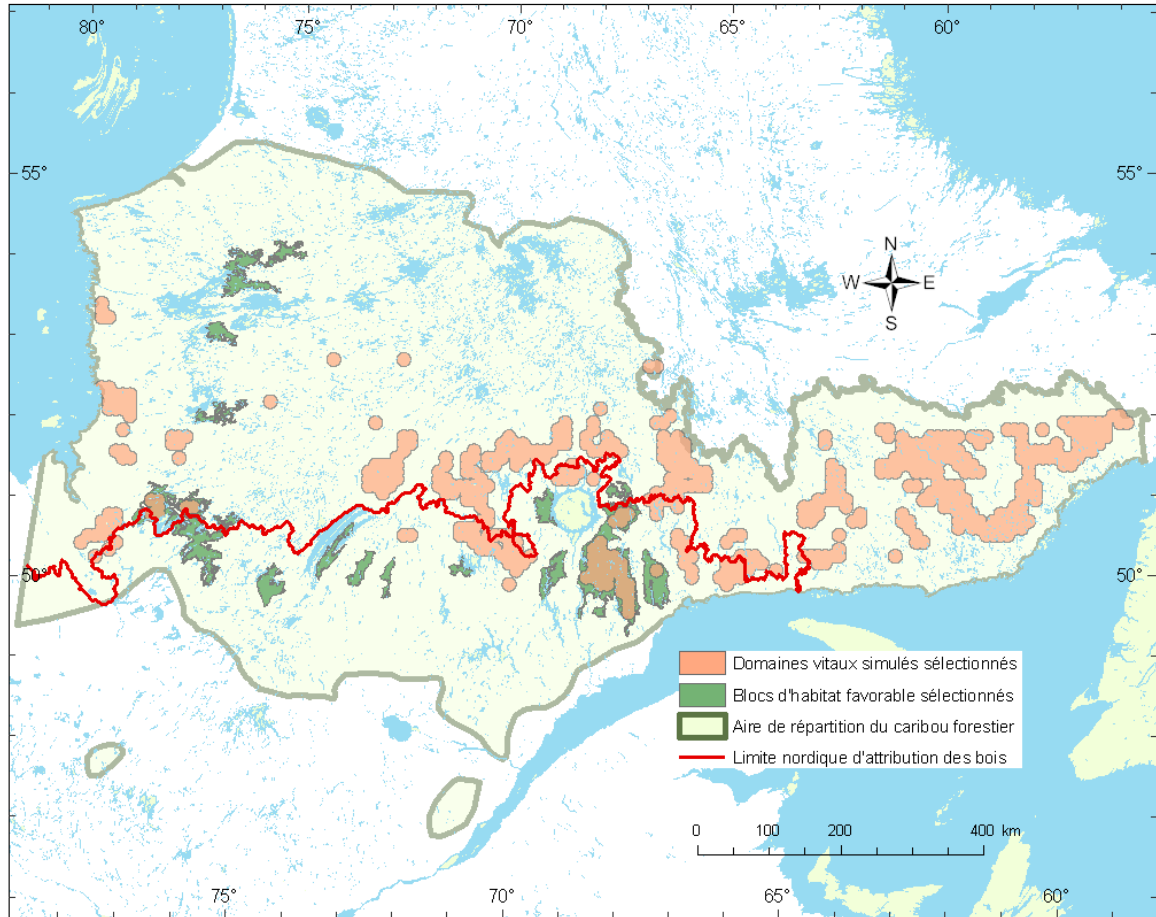 80° 75° 70° 65° 60°
55° 55°
N
W E
S
50° 50°
Domaines vitaux simulés sélectionnés
Blocs d'habitat favorable sélectionnés
Aire de répartition du caribou forestier
Limite nordique d'attribution des bois
0 100 200 400 km
75° 70° 65° 60°